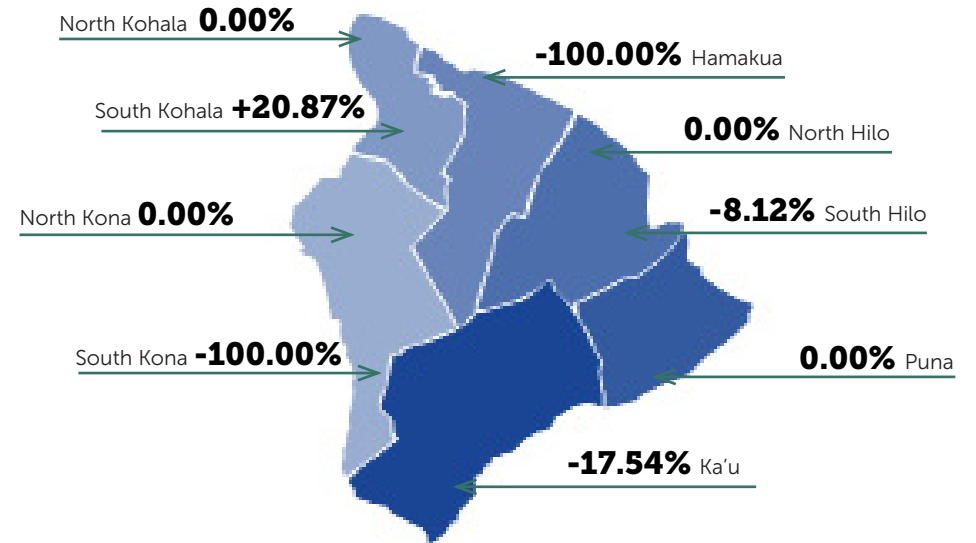 North Kohala 0.00%
-100.00% Hamakua
South Kohala +20.87%
0.00% North Hilo
North Kona 0.00%
-8.12% South Hilo
South Kona -100.00%
0.00% Puna
-17.54% Ka’u